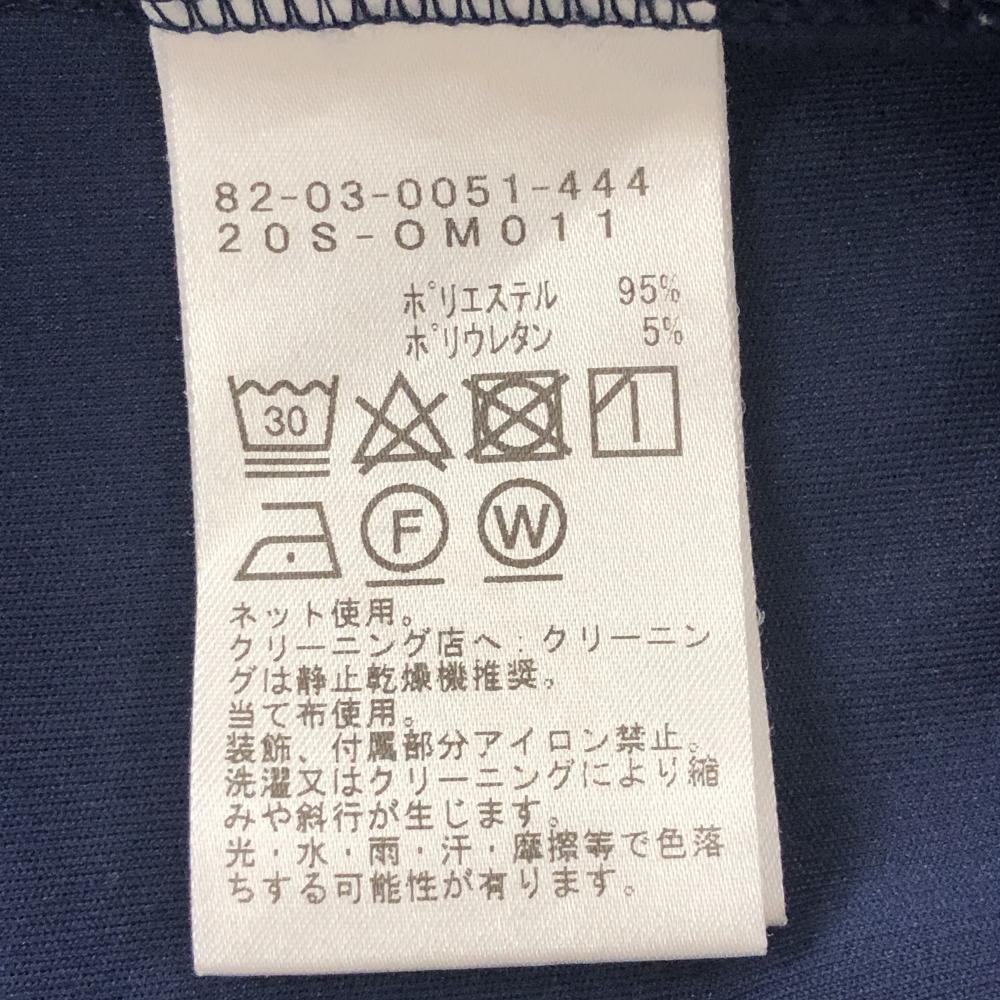 82-03-0051-444
20S-OM011
ポリエステル 95%
ポリウレタン 5%
30
F W
ネット使用。
クリーニング店へ:クリーニン
グは静止乾燥機推奨。
当て布使用。
装飾、付属部分アイロン禁止。
洗濯又はクリーニングにより縮
みや斜行が生じます。
光・水・雨・汗・摩擦等で色落
ちする可能性が有ります。